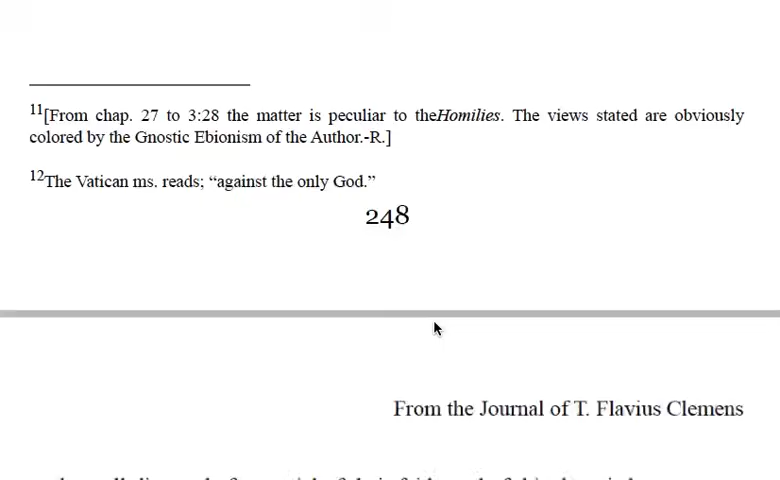 11[From chap. 27 to 3:28 the matter is peculiar to theHomilies. The views stated are obviously
colored by the Gnostic Ebionism of the Author.-R.]
12The Vatican ms. reads; “against the only God.”
248
From the Journal of T. Flavius Clemens